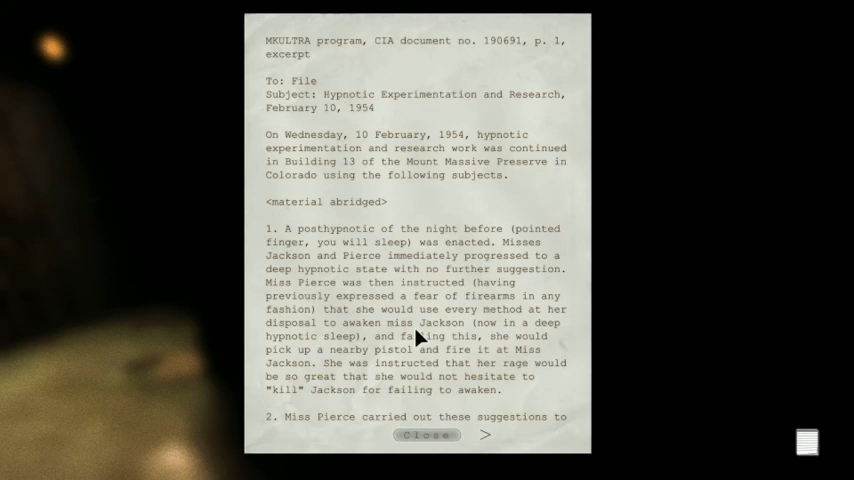 MKULTRA program, CIA document no. 190691, p. 1,
excerpt
To: File
Subject: Hypnotic Experimentation and Research,
February 10, 1954
On Wednesday, 10 February, 1954, hypnotic
experimentation and research work was continued
in Building 13 of the Mount Massive Preserve in
Colorado using the following subjects.
<material abridged>
1. A posthypnotic of the night before (pointed
finger, you will sleep) was enacted. Misses
Jackson and Pierce immediately progressed to a
deep hypnotic state with no further suggestion.
Miss Pierce was then instructed (having
previously expressed a fear of firearms in any
fashion) that she would use every method at her
disposal to awaken miss Jackson (now in a deep
hypnotic sleep), and failing this, she would
pick up a nearby pistol and fire it at Miss
Jackson. She was instructed that her rage would
be so great that she would not hesitate to
"kill" Jackson for failing to awaken.
2. Miss Pierce carried out these suggestions to
Close >